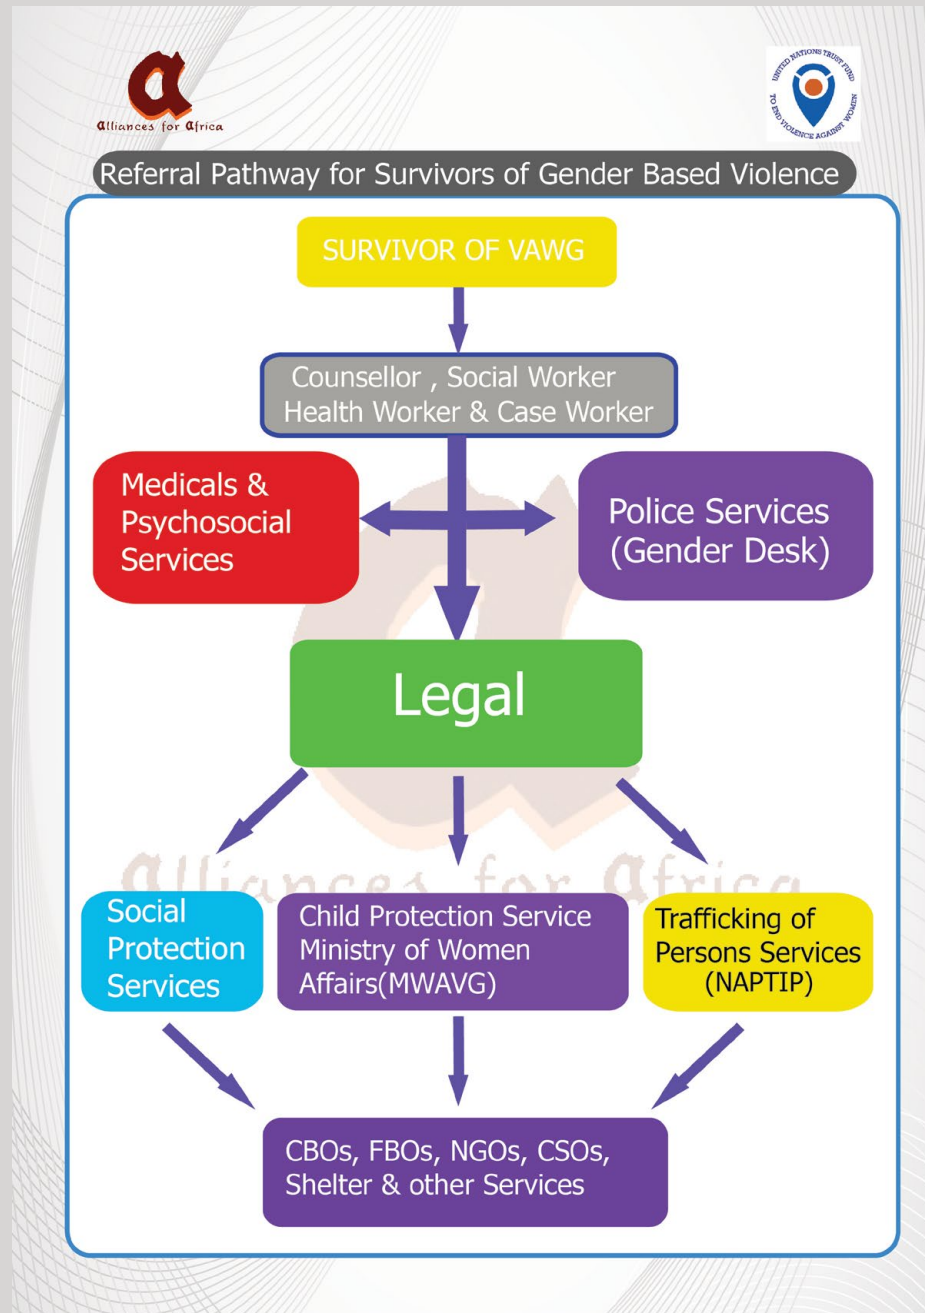 alliances for africa
UNITED NATIONS TRUST FUND
TO END VIOLENCE AGAINST WOMEN
Referral Pathway for Survivors of Gender Based Violence
SURVIVOR OF VAWG
Counsellor , Social Worker
Health Worker & Case Worker
Medicals &
Psychosocial
Services
Police Services
(Gender Desk)
Legal
alliances for africa
Social
Protection
Services
Child Protection Service
Ministry of Women
Affairs(MWAVG)
Trafficking of
Persons Services
(NAPTIP)
CBOs, FBOs, NGOs, CSOs,
Shelter & other Services